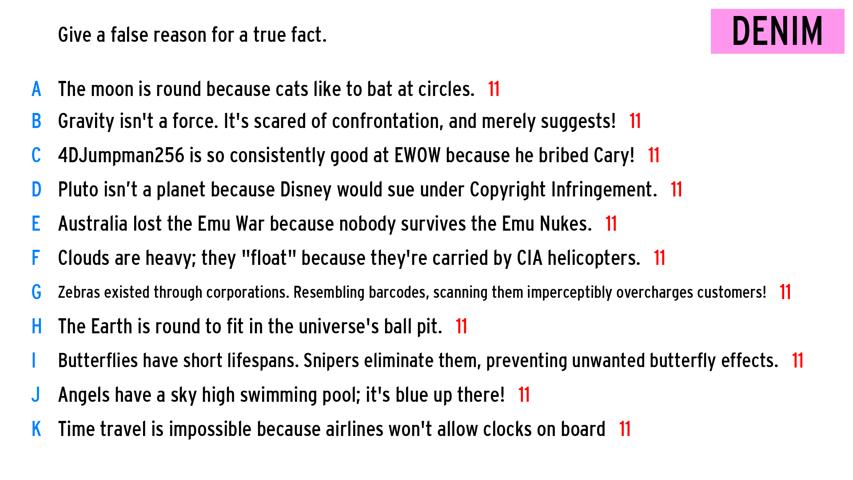 Give a false reason for a true fact.
DENIM
A The moon is round because cats like to bat at circles. 11
B Gravity isn't a force. It's scared of confrontation, and merely suggests! 11
C 4DJumpman256 is so consistently good at EWOW because he bribed Cary! 11
D Pluto isn’t a planet because Disney would sue under Copyright Infringement. 11
E Australia lost the Emu War because nobody survives the Emu Nukes. 11
F Clouds are heavy; they "float" because they're carried by CIA helicopters. 11
G Zebras existed through corporations. Resembling barcodes, scanning them imperceptibly overcharges customers! 11
H The Earth is round to fit in the universe's ball pit. 11
I Butterflies have short lifespans. Snipers eliminate them, preventing unwanted butterfly effects. 11
J Angels have a sky high swimming pool; it's blue up there! 11
K Time travel is impossible because airlines won't allow clocks on board 11